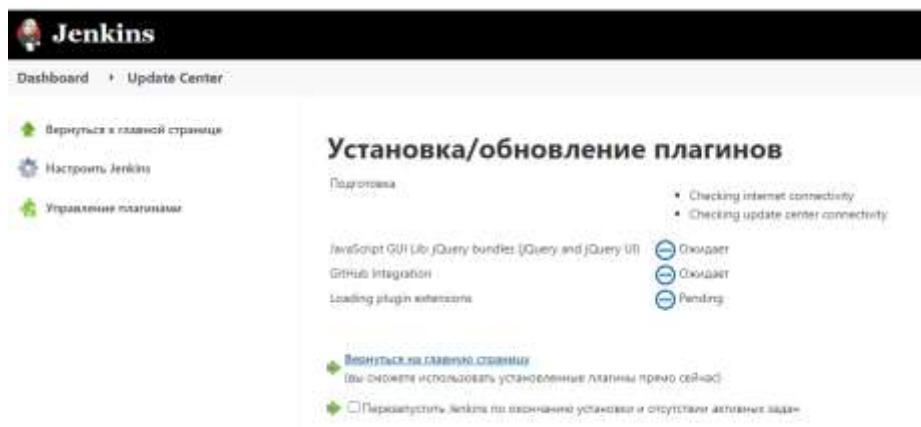 Jenkins
Dashboard
Update Center
Вернуться к главной странице
Настроить Jenkins
Управление плагинами
Установка/обновление плагинов
Подготовка
Checking internet connectivity
Checking update center connectivity
JavaScript GUI Lib: jQuery bundles (jQuery and jQuery UI) Ожидает
GitHub Integration Ожидает
Loading plugin extensions Pending
Вернуться на главную страницу
(вы сможете использовать установленные плагины прямо сейчас)
Перезапустить Jenkins по окончанию установки и отсутствии активных задач